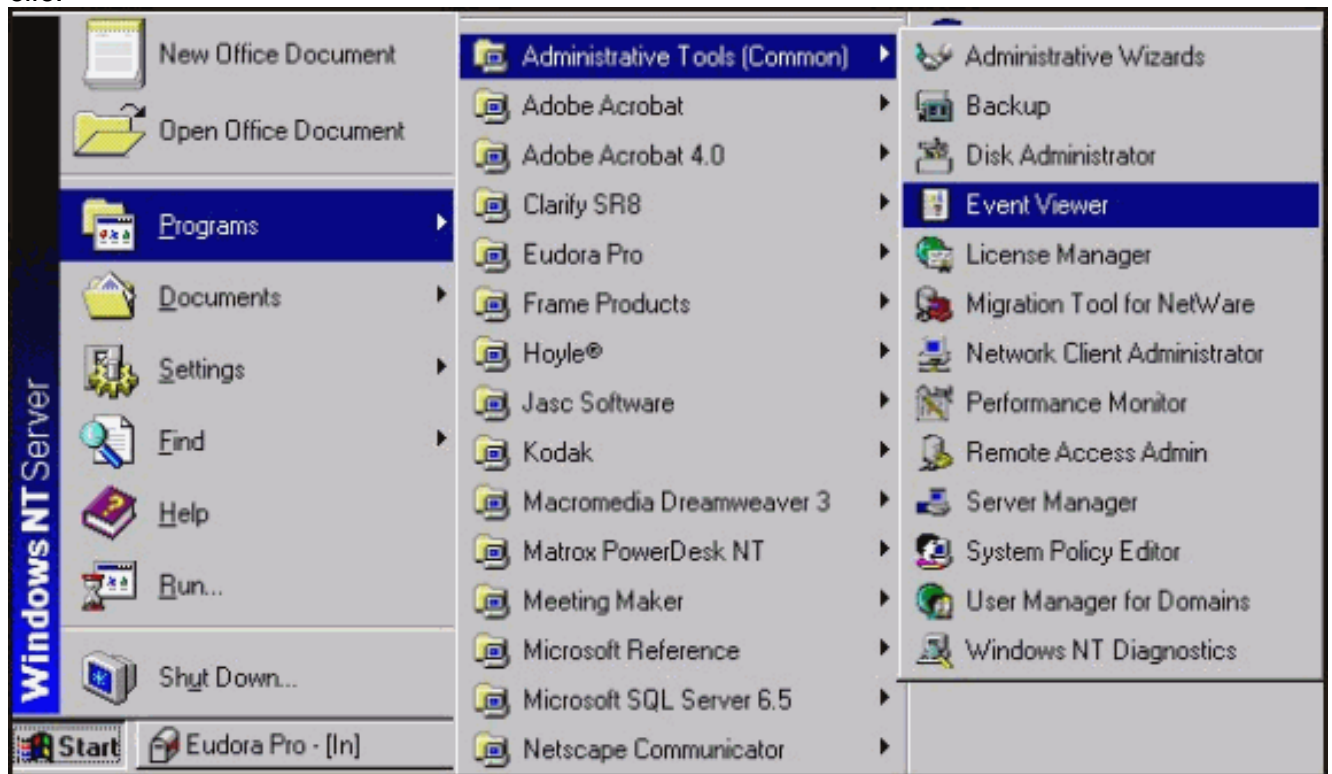 New Office Document
Open Office Document
Programs
Documents
Settings
Find
Help
Run...
Shut Down...
Windows NT Server
Start
Eudora Pro - [In]
Administrative Tools (Common)
Adobe Acrobat
Adobe Acrobat 4.0
Clarify SR8
Eudora Pro
Frame Products
Hoyle®
Jasc Software
Kodak
Macromedia Dreamweaver 3
Matrox PowerDesk NT
Meeting Maker
Microsoft Reference
Microsoft SQL Server 6.5
Netscape Communicator
Administrative Wizards
Backup
Disk Administrator
Event Viewer
License Manager
Migration Tool for NetWare
Network Client Administrator
Performance Monitor
Remote Access Admin
Server Manager
System Policy Editor
User Manager for Domains
Windows NT Diagnostics